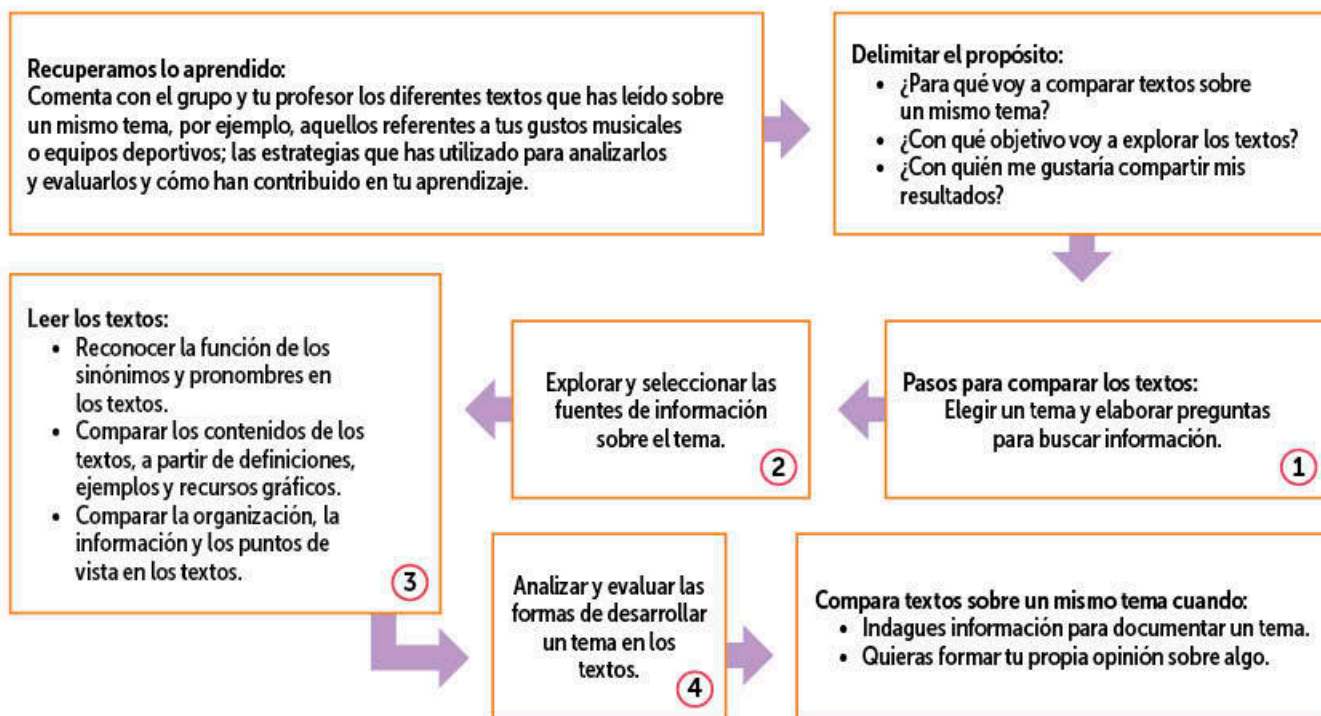 Recuperamos lo aprendido:
Comenta con el grupo y tu profesor los diferentes textos que has leído sobre
un mismo tema, por ejemplo, aquellos referentes a tus gustos musicales
o equipos deportivos; las estrategias que has utilizado para analizarlos
y evaluarlos y cómo han contribuido en tu aprendizaje.
Delimitar el propósito:
• ¿Para qué voy a comparar textos sobre
un mismo tema?
• ¿Con qué objetivo voy a explorar los textos?
• ¿Con quién me gustaría compartir mis
resultados?
Pasos para comparar los textos:
Elegir un tema y elaborar preguntas
para buscar información.
1
Explorar y seleccionar las
fuentes de información
sobre el tema.
2
Leer los textos:
• Reconocer la función de los
sinónimos y pronombres en
los textos.
• Comparar los contenidos de los
textos, a partir de definiciones,
ejemplos y recursos gráficos.
• Comparar la organización, la
información y los puntos de
vista en los textos.
3
Analizar y evaluar las
formas de desarrollar
un tema en los
textos.
4
Compara textos sobre un mismo tema cuando:
• Indagues información para documentar un tema.
• Quieras formar tu propia opinión sobre algo.